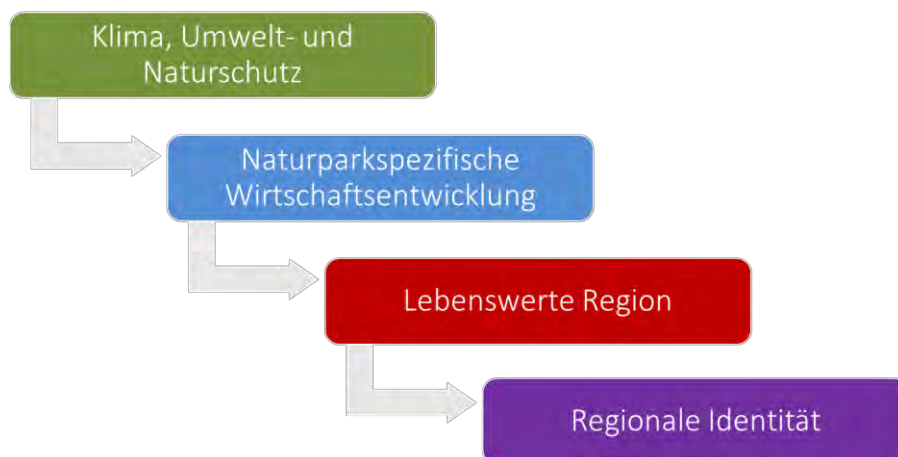 Klima, Umwelt- und
Naturschutz
Naturparkspezifische
Wirtschaftsentwicklung
Lebenswerte Region
Regionale Identität